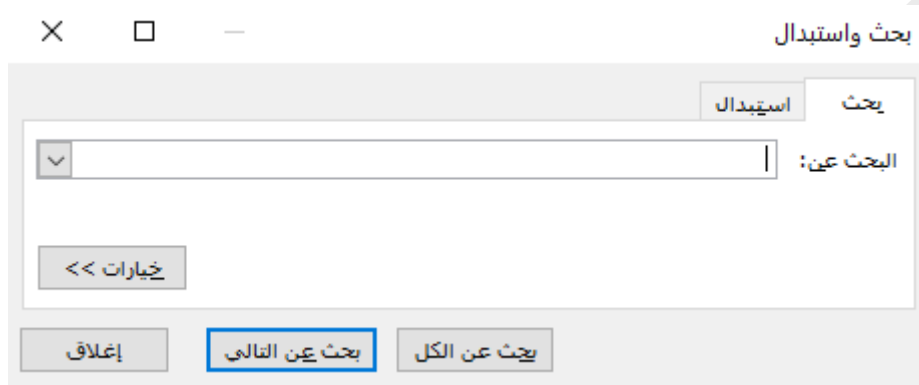 بحث واستبدال
بحث استبدال
البحث عن:
خيارات >>
بحث عن الكل بحث عن التالي إغلاق